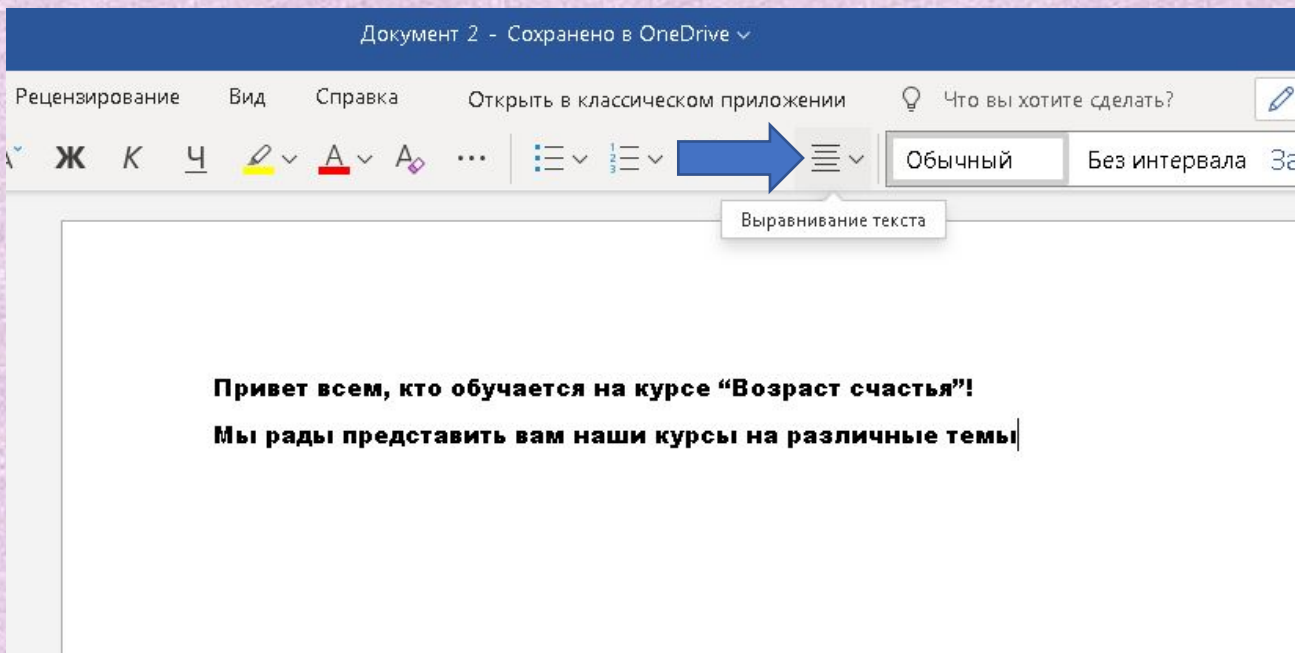 Документ 2 - Сохранено в OneDrive
Рецензирование Вид Справка Открыть в классическом приложении Что вы хотите сделать?
Ж К Ч А А Обычный Без интервала
Выравнивание текста
Привет всем, кто обучается на курсе “Возраст счастья”!
Мы рады представить вам наши курсы на различные темы